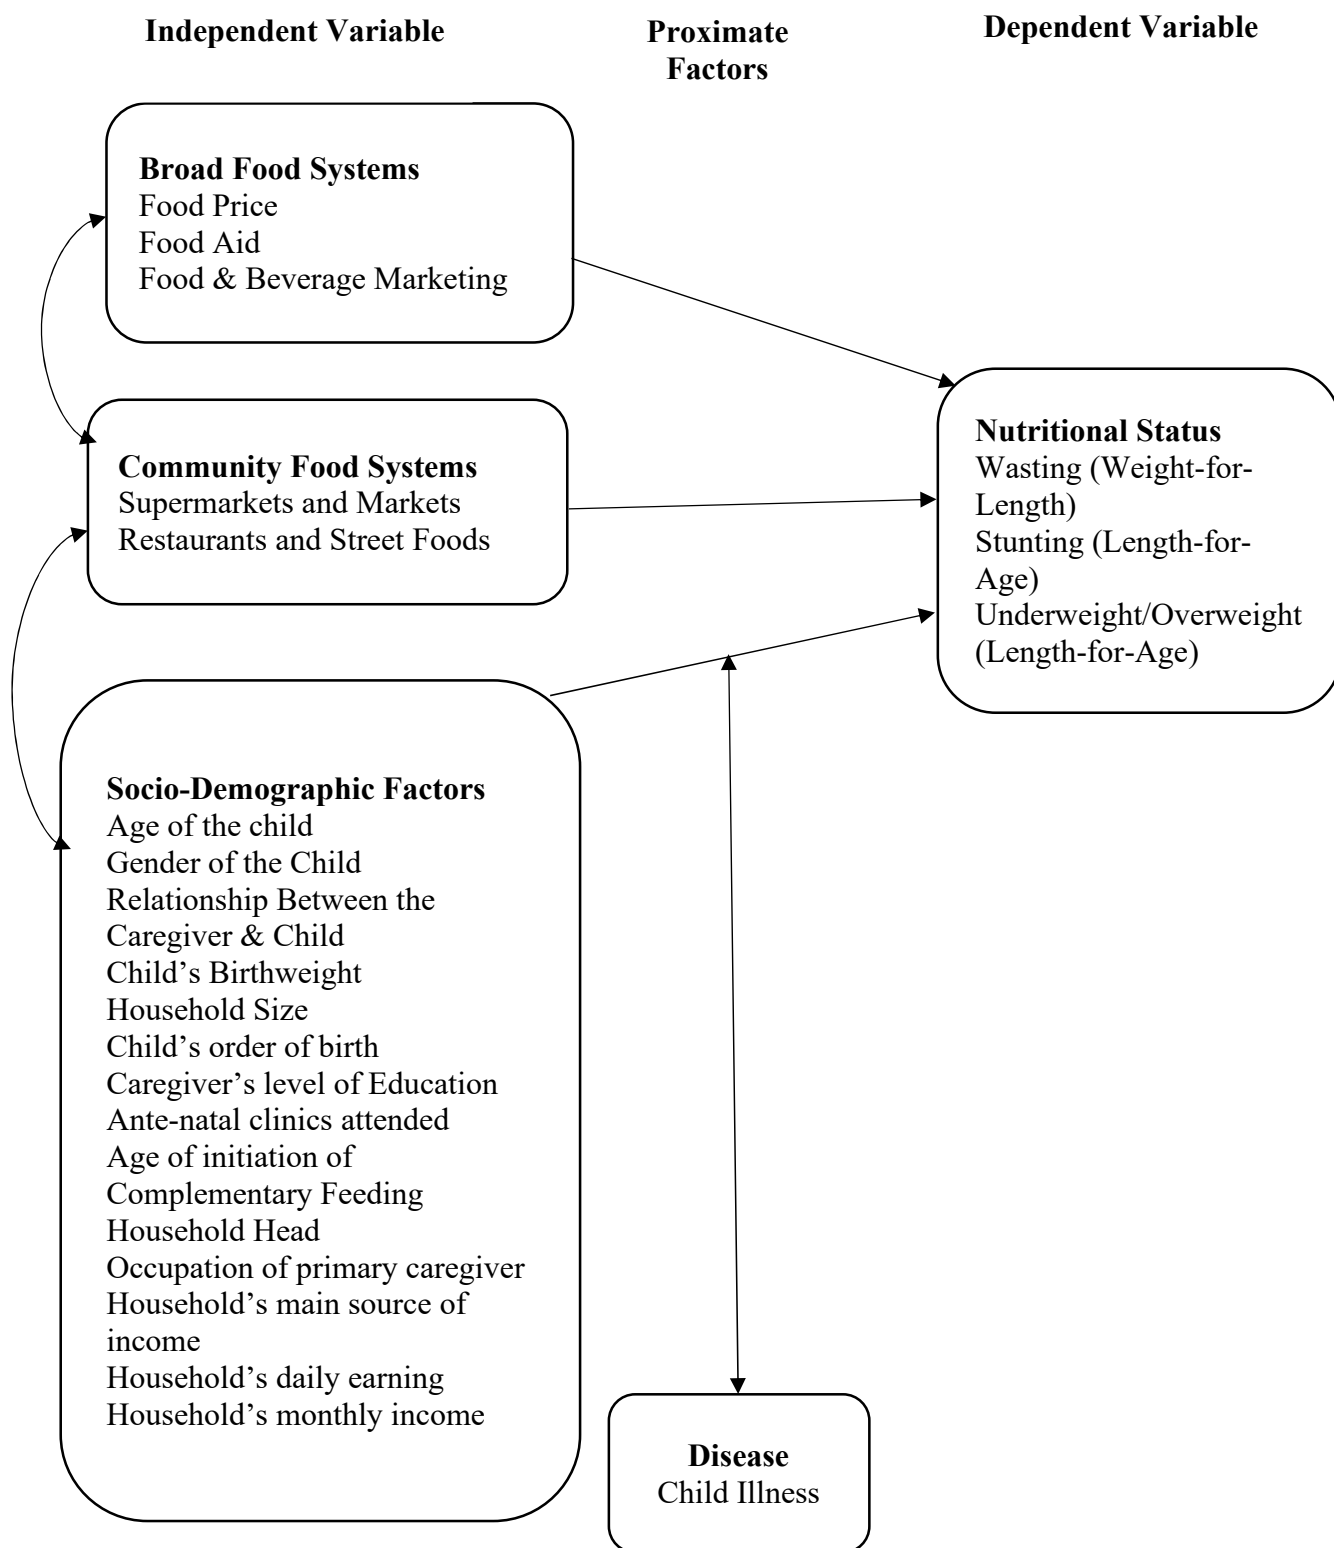 Independent Variable
Proximate
Factors
Dependent Variable
Broad Food Systems
Food Price
Food Aid
Food & Beverage Marketing
Community Food Systems
Supermarkets and Markets
Restaurants and Street Foods
Nutritional Status
Wasting (Weight-for-
Length)
Stunting (Length-for-
Age)
Underweight/Overweight
(Length-for-Age)
Socio-Demographic Factors
Age of the child
Gender of the Child
Relationship Between the
Caregiver & Child
Child’s Birthweight
Household Size
Child’s order of birth
Caregiver’s level of Education
Ante-natal clinics attended
Age of initiation of
Complementary Feeding
Household Head
Occupation of primary caregiver
Household’s main source of
income
Household’s daily earning
Household’s monthly income
Disease
Child Illness